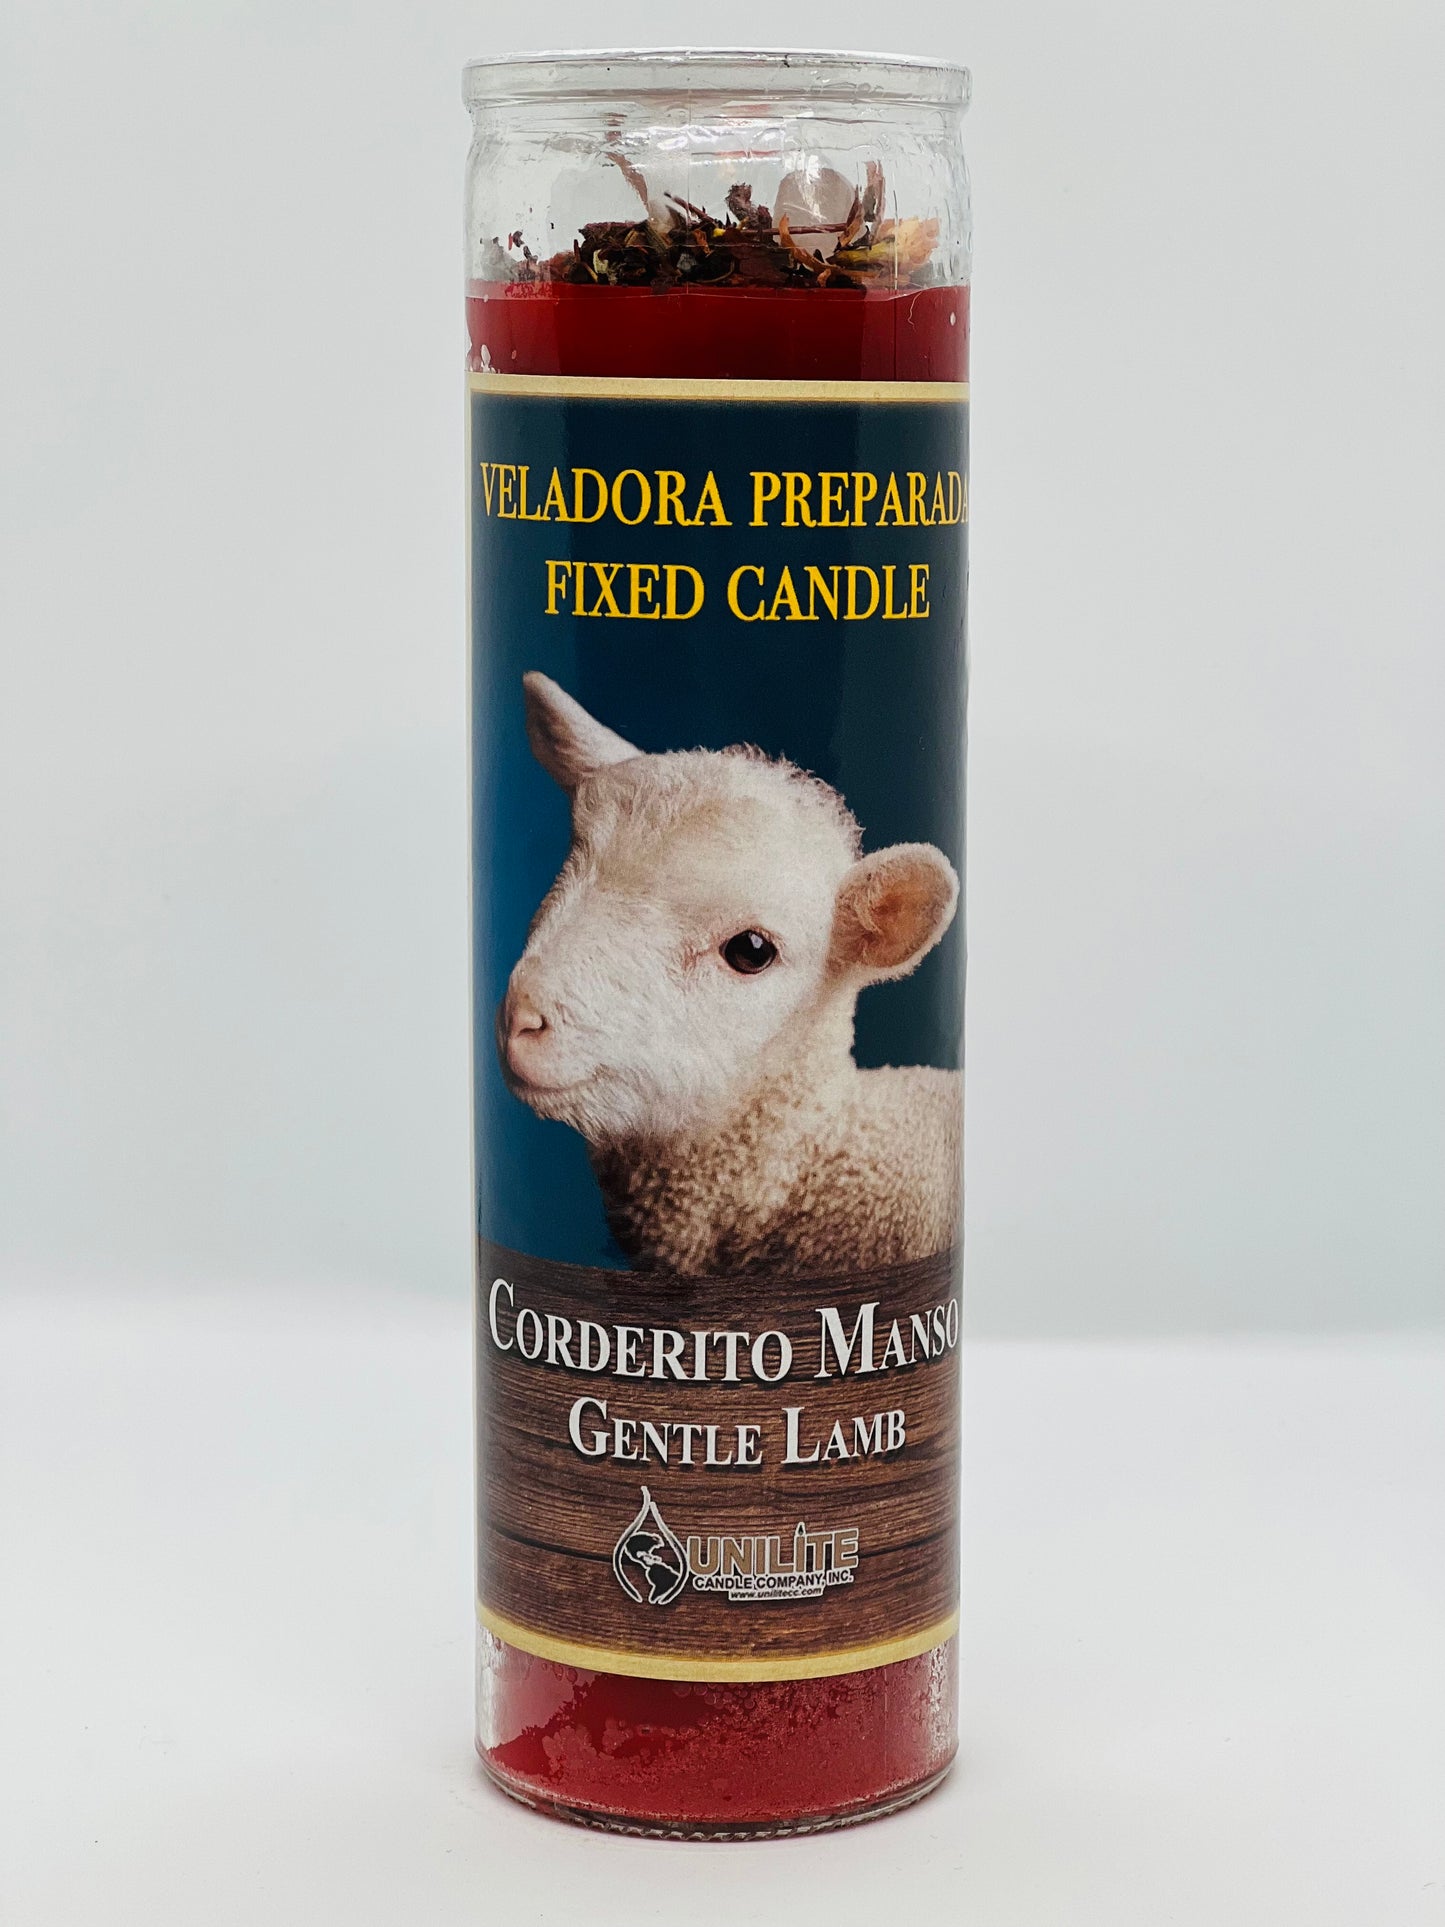 VELADORA PREPARADA
FIXED CANDLE
CORDERITO MANSO
GENTLE LAMB
UNILITE
CANDLE COMPANY, INC.
www.unilitecc.com